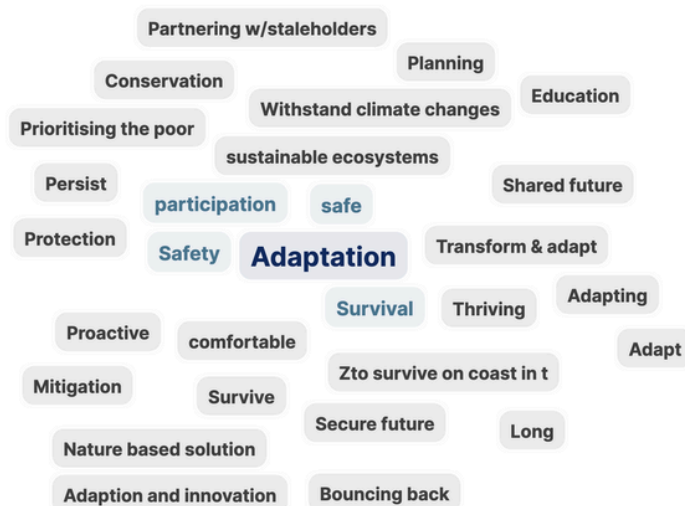 Partnering w/staleholders
Planning
Conservation
Education
Withstand climate changes
Prioritising the poor
sustainable ecosystems
Persist
Shared future
participation
safe
Protection
Safety
Adaptation
Transform & adapt
Adapting
Survival
Thriving
Proactive
comfortable
Adapt
Zto survive on coast in t
Mitigation
Survive
Secure future
Long
Nature based solution
Adaption and innovation
Bouncing back